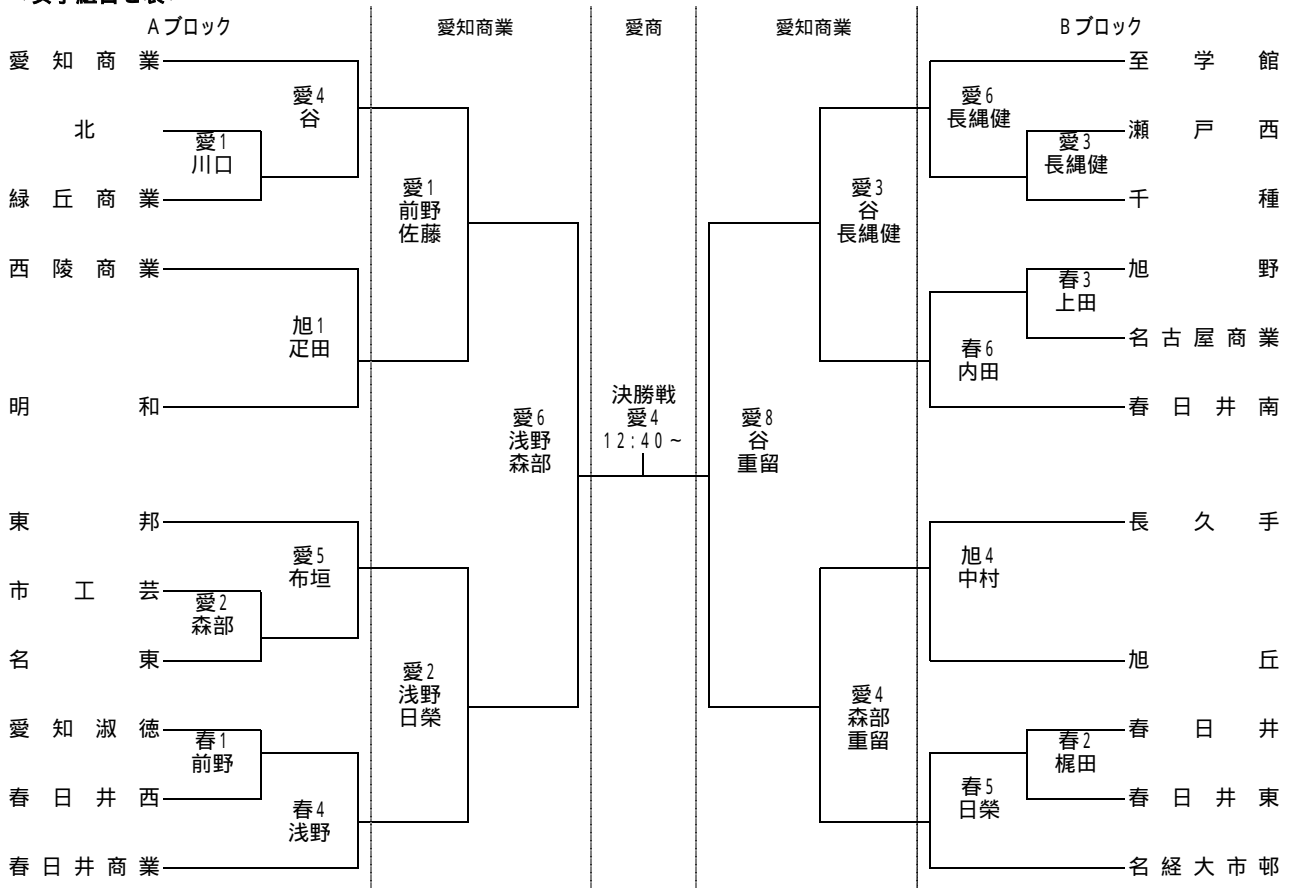 Aブロック 愛知商業 愛商 愛知商業 Bブロック
愛知商業
愛4
谷
北
愛1
川口
緑丘商業
愛1
前野
佐藤
西陵商業
旭1
疋田
明和
愛6
浅野
森部
東邦
愛5
布垣
市工芸
愛2
森部
名東
愛2
浅野
日榮
愛知淑徳
春1
前野
春日井西
春4
浅野
春日井商業
決勝戦
愛4
12:40~
至学館
愛6
長縄健
瀬戸西
愛3
長縄健
千種
愛3
谷
長縄健
旭野
春3
上田
名古屋商業
春6
内田
春日井南
愛8
谷
重留
長久手
旭4
中村
旭丘
愛4
森部
重留
春日井
春2
梶田
春日井東
春5
日榮
名経大市邨